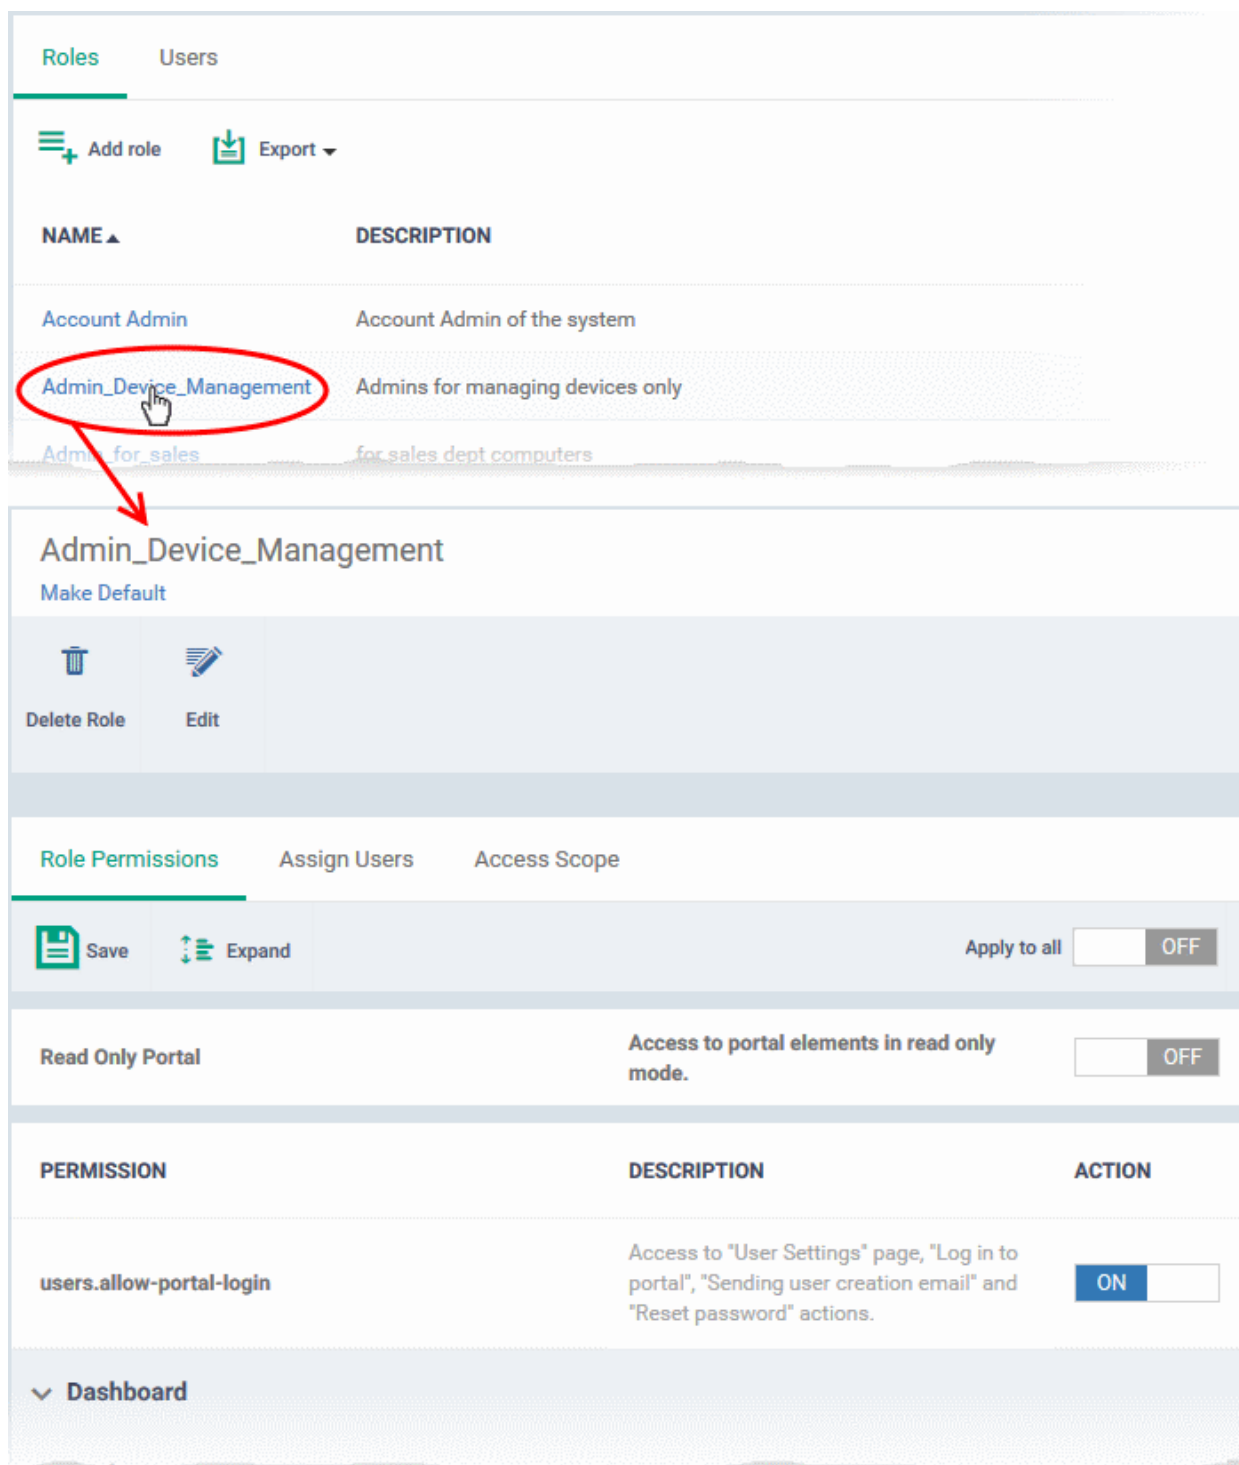 Roles Users
Add role Export
NAME DESCRIPTION
Account Admin Account Admin of the system
Admin_Device_Management Admins for managing devices only
Admin_for_sales for sales dept computers
Admin_Device_Management
Make Default
Delete Role Edit
Role Permissions Assign Users Access Scope
Save Expand Apply to all OFF
Read Only Portal Access to portal elements in read only
mode. OFF
PERMISSION DESCRIPTION ACTION
users.allow-portal-login Access to "User Settings" page, "Log in to
portal", "Sending user creation email" and
"Reset password" actions. ON
Dashboard